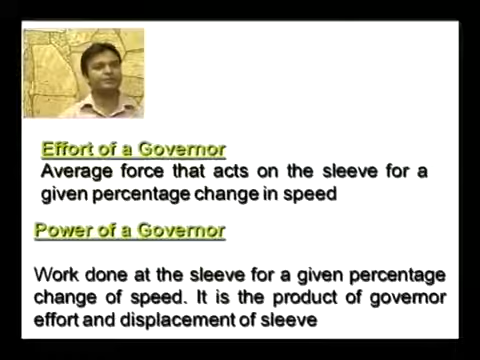 Effort of a Governor
Average force that acts on the sleeve for a
given percentage change in speed
Power of a Governor
Work done at the sleeve for a given percentage
change of speed. It is the product of governor
effort and displacement of sleeve